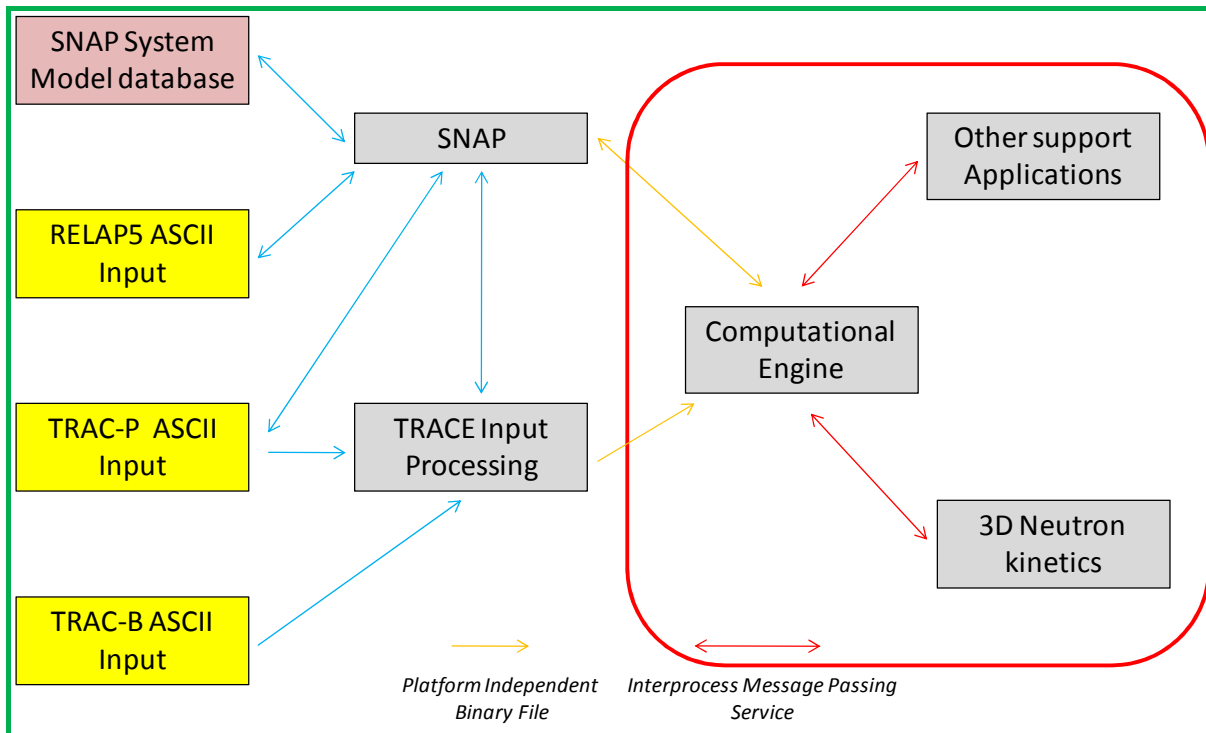 SNAP System
Model database
SNAP
Other support
Applications
RELAP5 ASCII
Input
Computational
Engine
TRAC-P ASCII
Input
TRACE Input
Processing
3D Neutron
kinetics
TRAC-B ASCII
Input
Platform Independent
Binary File
Interprocess Message Passing
Service